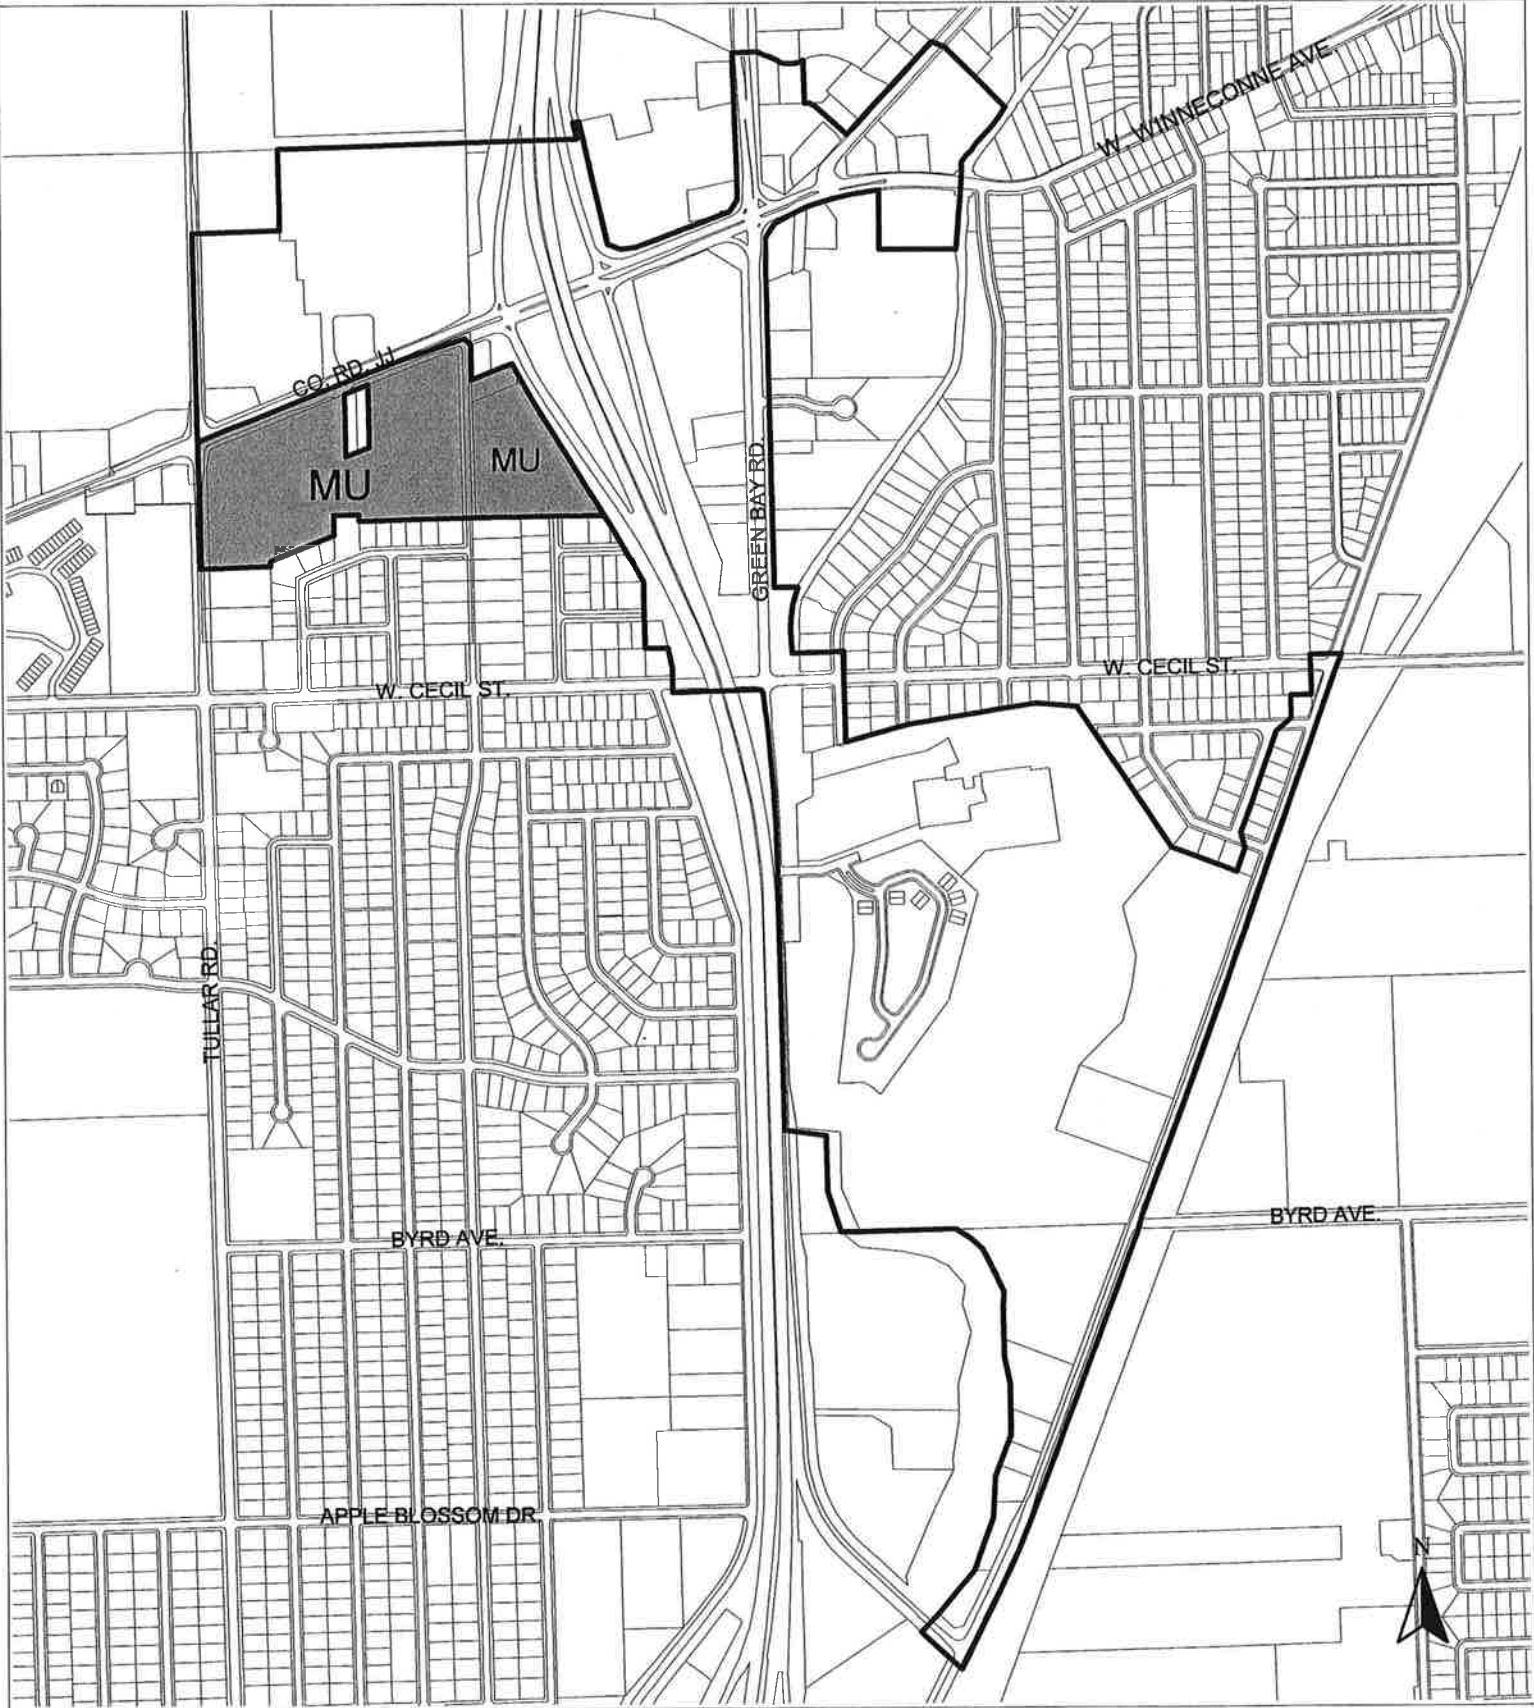 W. WINNECONNE AVE.
CO. RD. JJ
MU
MU
GREEN BAY RD.
W. CECIL ST.
W. CECIL ST.
TULLAR RD.
BYRD AVE.
BYRD AVE.
APPLE BLOSSOM DR.
N